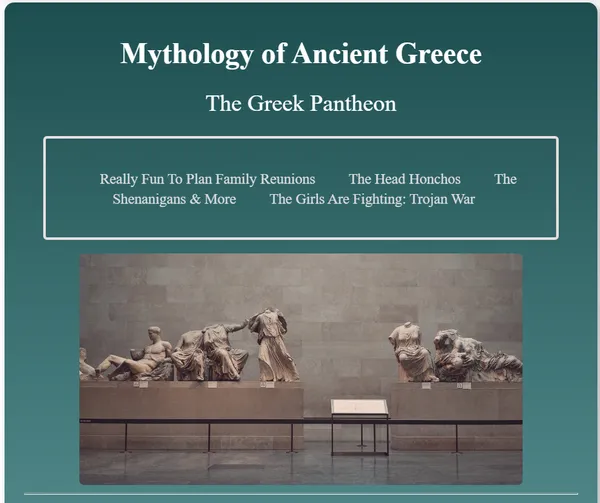 Mythology of Ancient Greece
The Greek Pantheon
Really Fun To Plan Family Reunions The Head Honchos The
Shenanigans & More The Girls Are Fighting: Trojan War